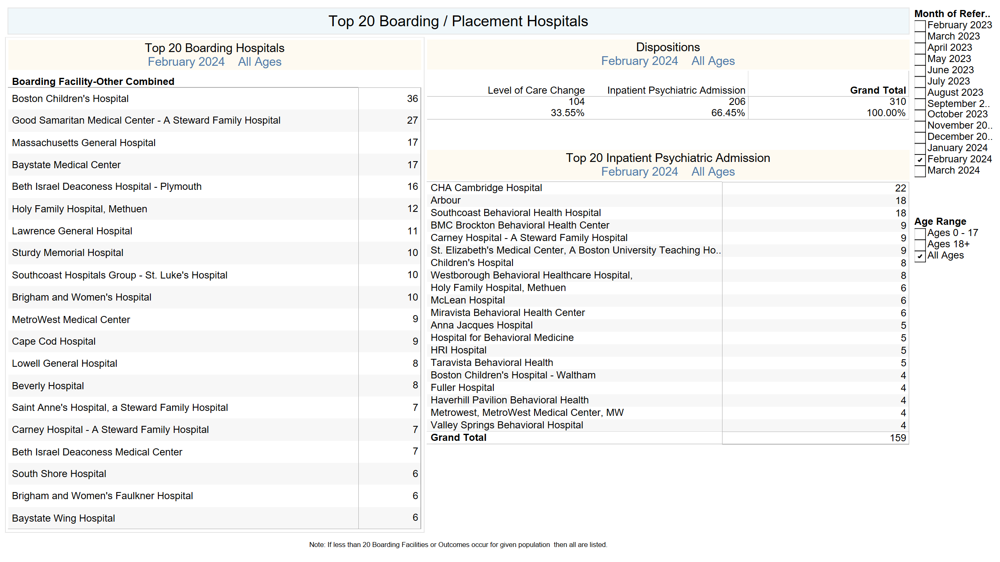 Top 20 Boarding / Placement Hospitals
Top 20 Boarding Hospitals
February 2024 All Ages
Boarding Facility-Other Combined
Boston Children's Hospital 36
Good Samaritan Medical Center - A Steward Family Hospital 27
Massachusetts General Hospital 17
Baystate Medical Center 17
Beth Israel Deaconess Hospital - Plymouth 16
Holy Family Hospital, Methuen 12
Lawrence General Hospital 11
Sturdy Memorial Hospital 10
Southcoast Hospitals Group - St. Luke's Hospital 10
Brigham and Women's Hospital 10
MetroWest Medical Center 9
Cape Cod Hospital 9
Lowell General Hospital 8
Beverly Hospital 8
Saint Anne's Hospital, a Steward Family Hospital 7
Carney Hospital - A Steward Family Hospital 7
Beth Israel Deaconess Medical Center 7
South Shore Hospital 6
Brigham and Women's Faulkner Hospital 6
Baystate Wing Hospital 6
Dispositions
February 2024 All Ages
Level of Care Change Inpatient Psychiatric Admission Grand Total
104 206 310
33.55% 66.45% 100.00%
Top 20 Inpatient Psychiatric Admission
February 2024 All Ages
CHA Cambridge Hospital 22
Arbour 18
Southcoast Behavioral Health Hospital 18
BMC Brockton Behavioral Health Center 9
Carney Hospital - A Steward Family Hospital 9
St. Elizabeth's Medical Center, A Boston University Teaching Ho.. 9
Children's Hospital 8
Westborough Behavioral Healthcare Hospital, 8
Holy Family Hospital, Methuen 6
McLean Hospital 6
Miravista Behavioral Health Center 6
Anna Jacques Hospital 5
Hospital for Behavioral Medicine 5
HRI Hospital 5
Taravista Behavioral Health 5
Boston Children's Hospital - Waltham 4
Fuller Hospital 4
Haverhill Pavilion Behavioral Health 4
Metrowest, MetroWest Medical Center, MW 4
Valley Springs Behavioral Hospital 4
Grand Total 159
Month of Refer..
February 2023
March 2023
April 2023
May 2023
June 2023
July 2023
August 2023
September 2..
October 2023
November 20..
December 20..
January 2024
February 2024
March 2024
Age Range
Ages 0 - 17
Ages 18+
All Ages
Note: If less than 20 Boarding Facilities or Outcomes occur for given population then all are listed.